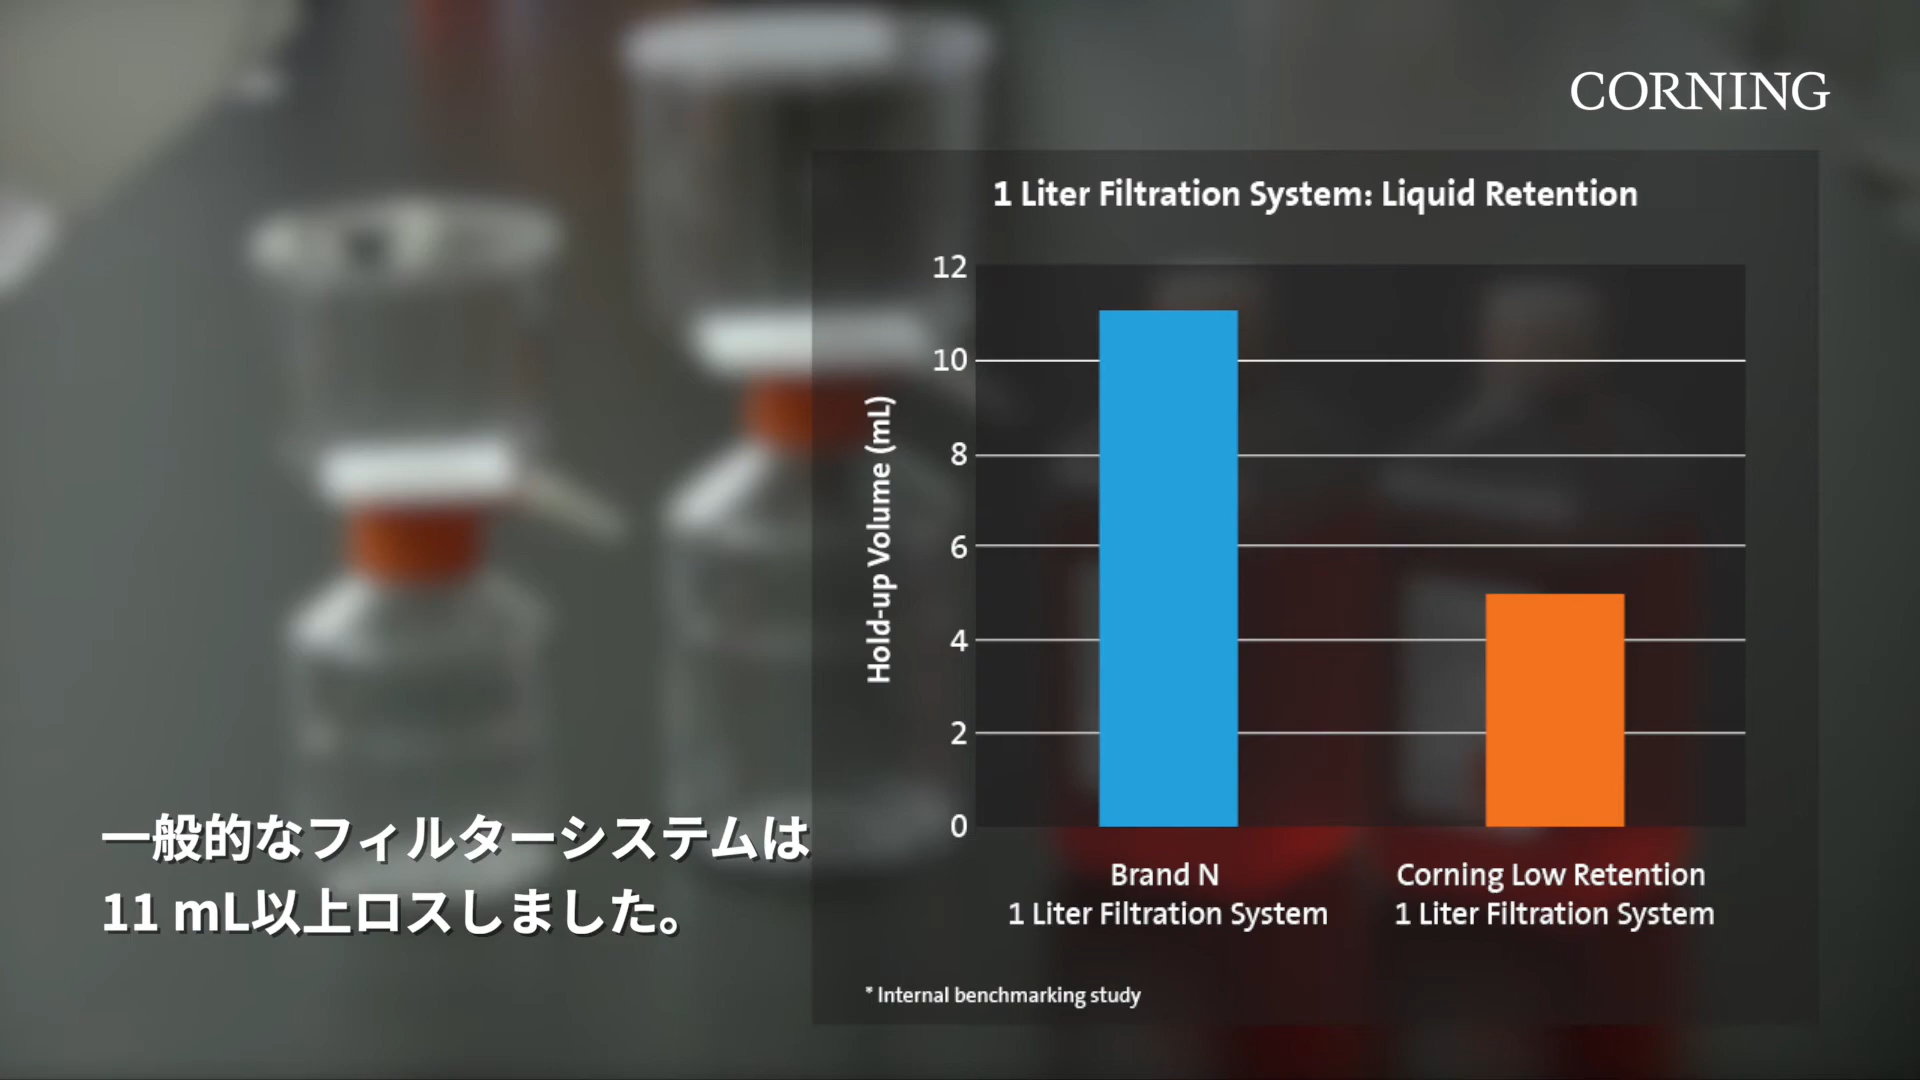 CORNING
1 Liter Filtration System: Liquid Retention
12
10
8
6
4
2
0
Hold-up Volume (mL)
Brand N
1 Liter Filtration System
Corning Low Retention
1 Liter Filtration System
* Internal benchmarking study
一般的なフィルターシステムは
11 mL以上ロスしました。